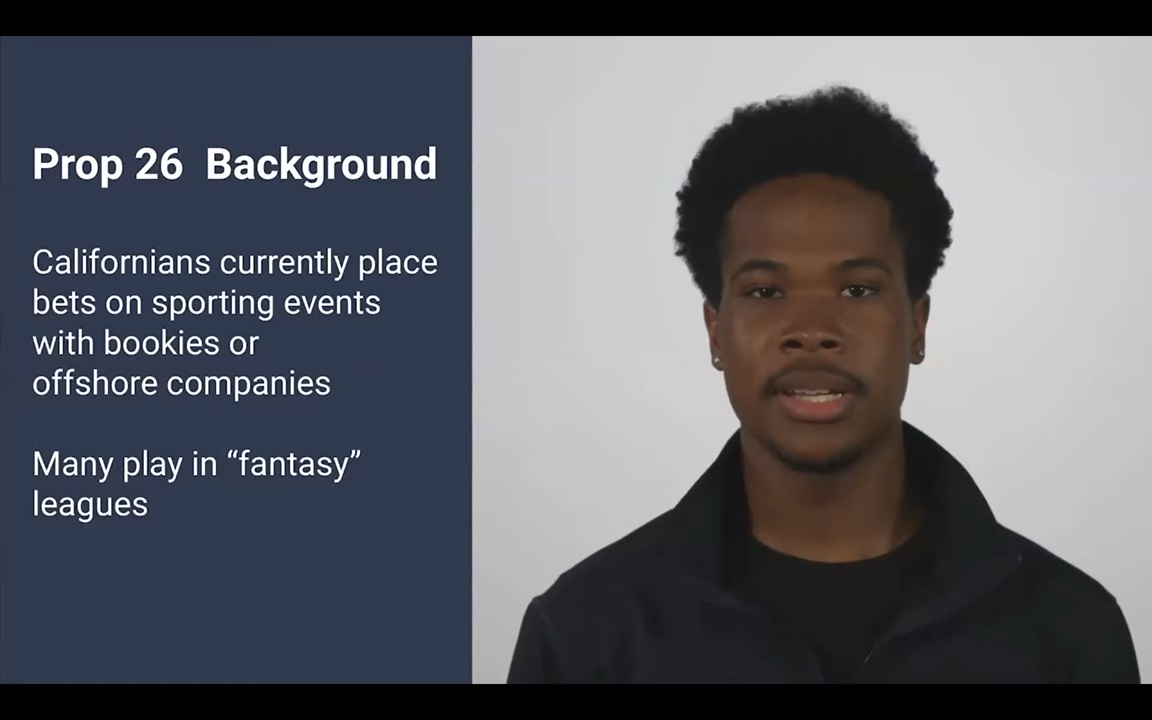 Prop 26 Background
Californians currently place
bets on sporting events
with bookies or
offshore companies
Many play in “fantasy”
leagues